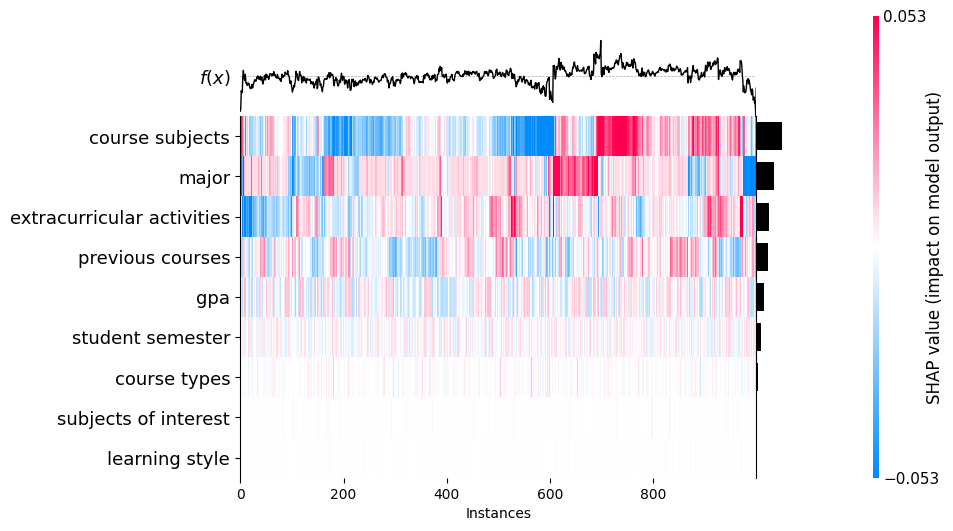 0.053
f(x)
course subjects
major
extracurricular activities
previous courses
gpa
student semester
course types
subjects of interest
learning style
0 200 400 600 800
Instances
−0.053
SHAP value (impact on model output)